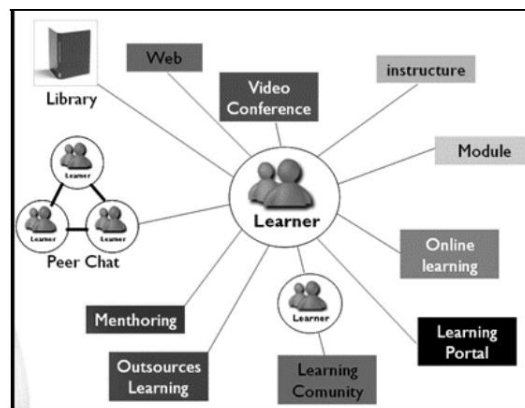 Web
Video
Conference
instructure
Library
Module
Learner
Learner
Learner
Learner
Peer Chat
Online
learning
Learner
Menthoring
Learning
Portal
Outsources
Learning
Learning
Comunity